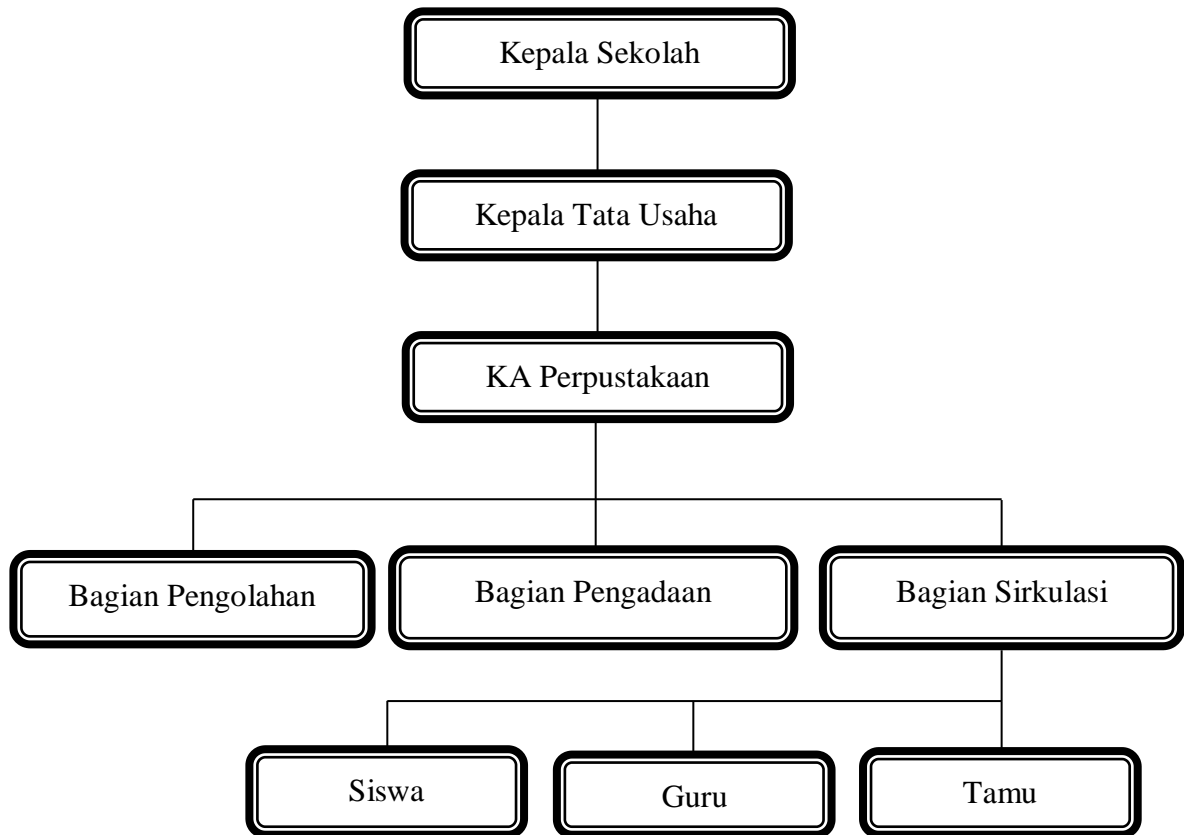 Kepala Sekolah
Kepala Tata Usaha
KA Perpustakaan
Bagian Pengolahan
Bagian Pengadaan
Bagian Sirkulasi
Siswa
Guru
Tamu